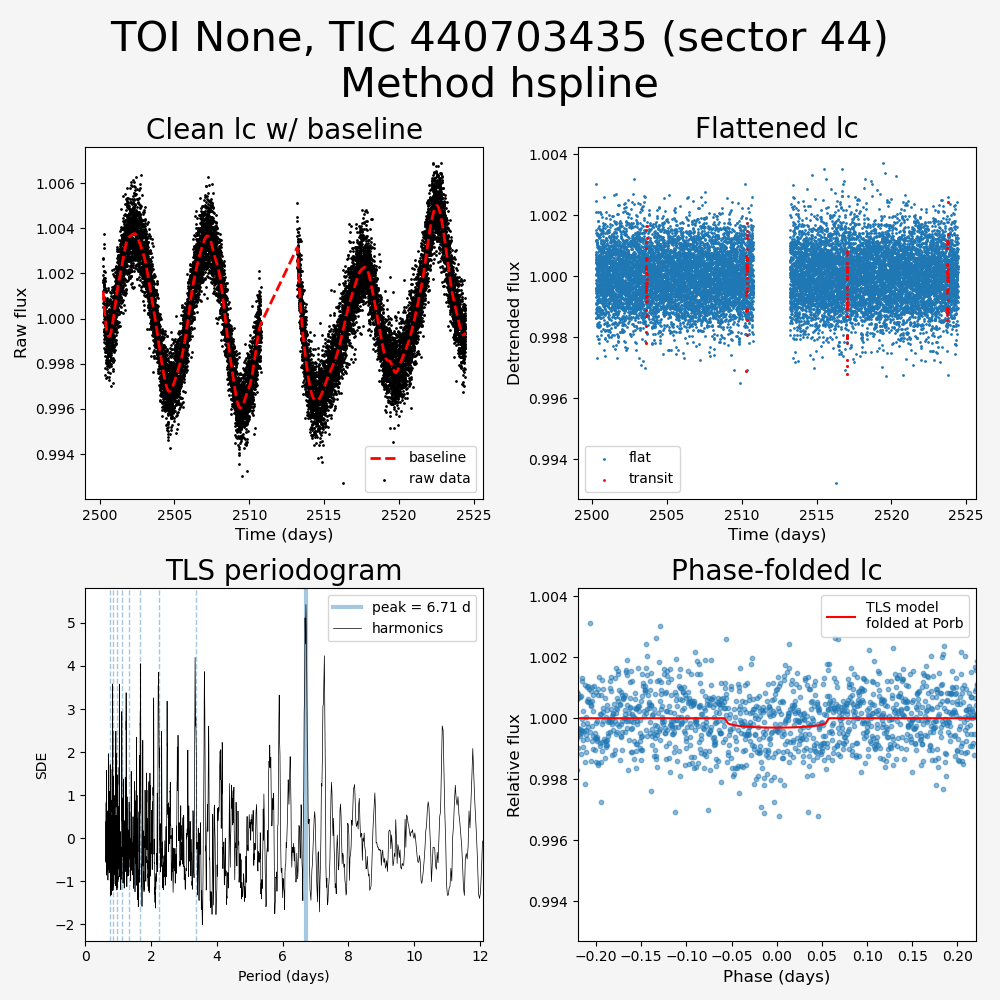 TOI None, TIC 440703435 (sector 44)
Method hspline
Clean lc w/ baseline
Raw flux
1.006
1.004
1.002
1.000
0.998
0.996
0.994
baseline
raw data
2500
2505
2510
2515
2520
2525
Time (days)
Flattened lc
Detrended flux
1.004
1.002
1.000
0.998
0.996
0.994
flat
transit
2500
2505
2510
2515
2520
2525
Time (days)
TLS periodogram
SDE
5
4
3
2
1
0
−1
−2
peak = 6.71 d
harmonics
0
2
4
6
8
10
12
Period (days)
Phase-folded lc
Relative flux
1.004
1.002
1.000
0.998
0.996
0.994
TLS model
folded at Porb
−0.20
−0.15
−0.10
−0.05
0.00
0.05
0.10
0.15
0.20
Phase (days)